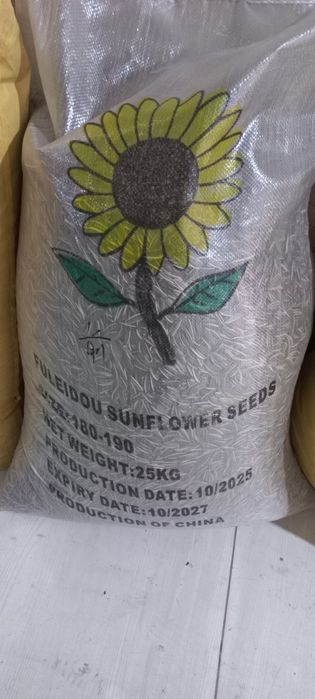 FULEIDOU SUNFLOWER SEEDS
SIZE:180-190
NET WEIGHT:25KG
PRODUCTION DATE:10/2025
EXPIRY DATE:10/2027
PRODUCTION OF CHINA